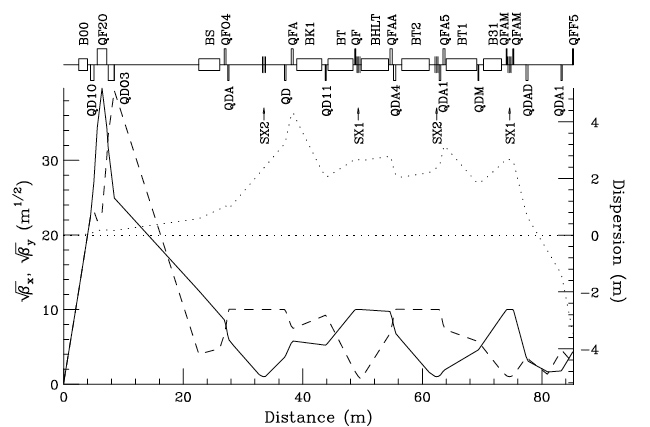 B00 QF20 BS QF04 QFA BK1 BT QF BHLT QFAA BT2 QFA5 BT1 B31 QFAM QFAM QFF5
QD10 QD03 QDA SX2 QD QD11 SX1 QDA4 SX2 QDA1 QDM SX1 QDAD QDA1
√βx, √βy (m^1/2)
30
20
10
0
4
2
0
−2
−4
Dispersion (m)
0 20 40 60 80
Distance (m)